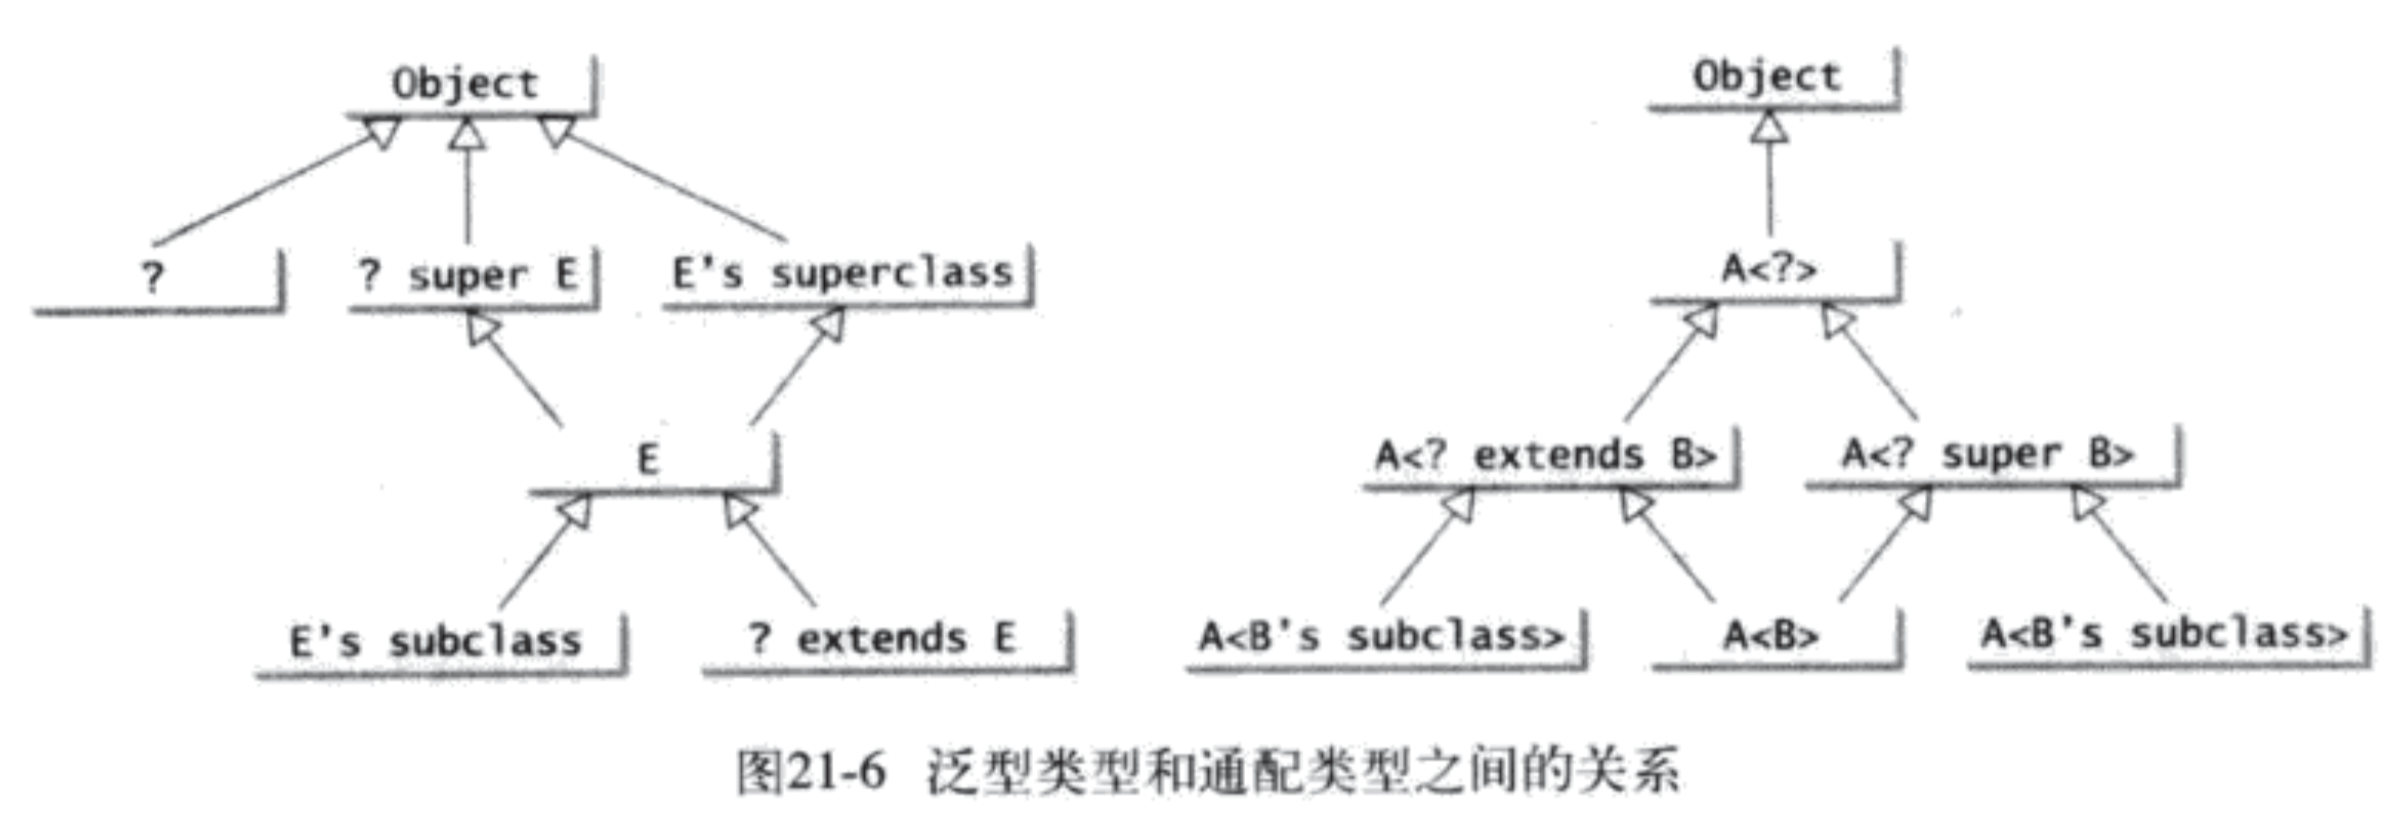 Object
Object
?
? super E
E's superclass
A<?>
E
A<? extends B>
A<? super B>
E's subclass
? extends E
A<B's subclass>
A<B>
A<B's subclass>
图21-6 泛型类型和通配类型之间的关系